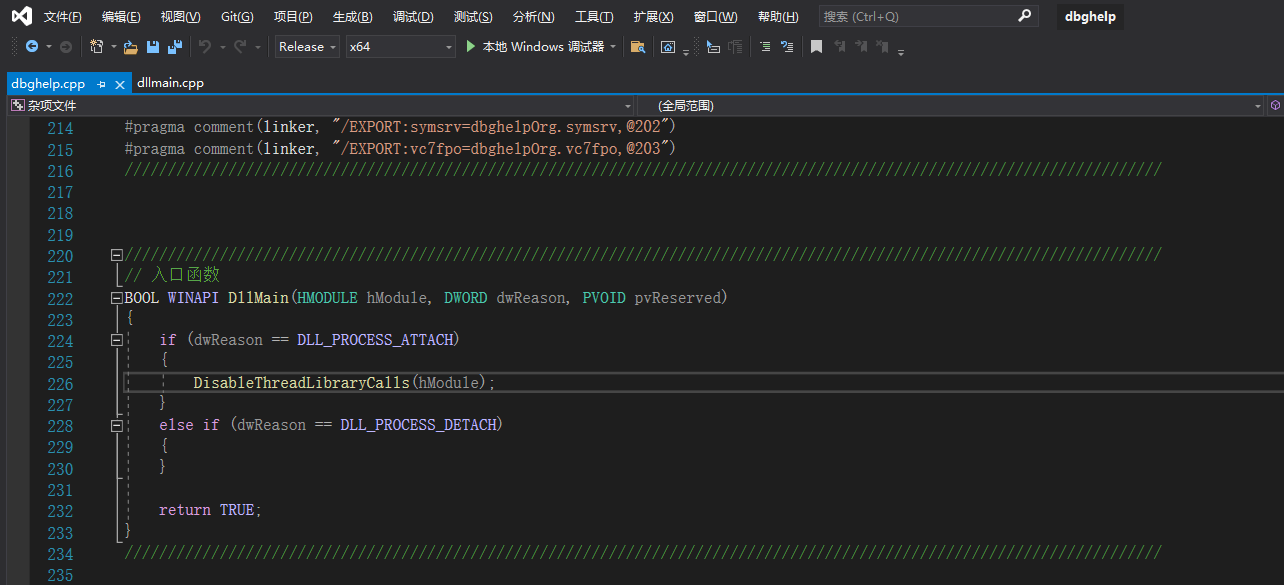 文件(F) 编辑(E) 视图(V) Git(G) 项目(P) 生成(B) 调试(D) 测试(S) 分析(N) 工具(T) 扩展(X) 窗口(W) 帮助(H) 搜索 (Ctrl+Q) dbghelp
Release x64 本地 Windows 调试器
dbghelp.cpp dllmain.cpp
杂项文件 (全局范围)
214 #pragma comment(linker, "/EXPORT:symsrv=dbghelpOrg.symsrv,@202")
215 #pragma comment(linker, "/EXPORT:vc7fpo=dbghelpOrg.vc7fpo,@203")
216 ////////////////////////////////////////////////////////////////////////////////////////////////////////////////////////
217
218
219
220 ////////////////////////////////////////////////////////////////////////////////////////////////////////////////////////
221 // 入口函数
222 BOOL WINAPI DllMain(HMODULE hModule, DWORD dwReason, PVOID pvReserved)
223 {
224 if (dwReason == DLL_PROCESS_ATTACH)
225 {
226 DisableThreadLibraryCalls(hModule);
227 }
228 else if (dwReason == DLL_PROCESS_DETACH)
229 {
230 }
231
232 return TRUE;
233 }
234 ////////////////////////////////////////////////////////////////////////////////////////////////////////////////////////
235